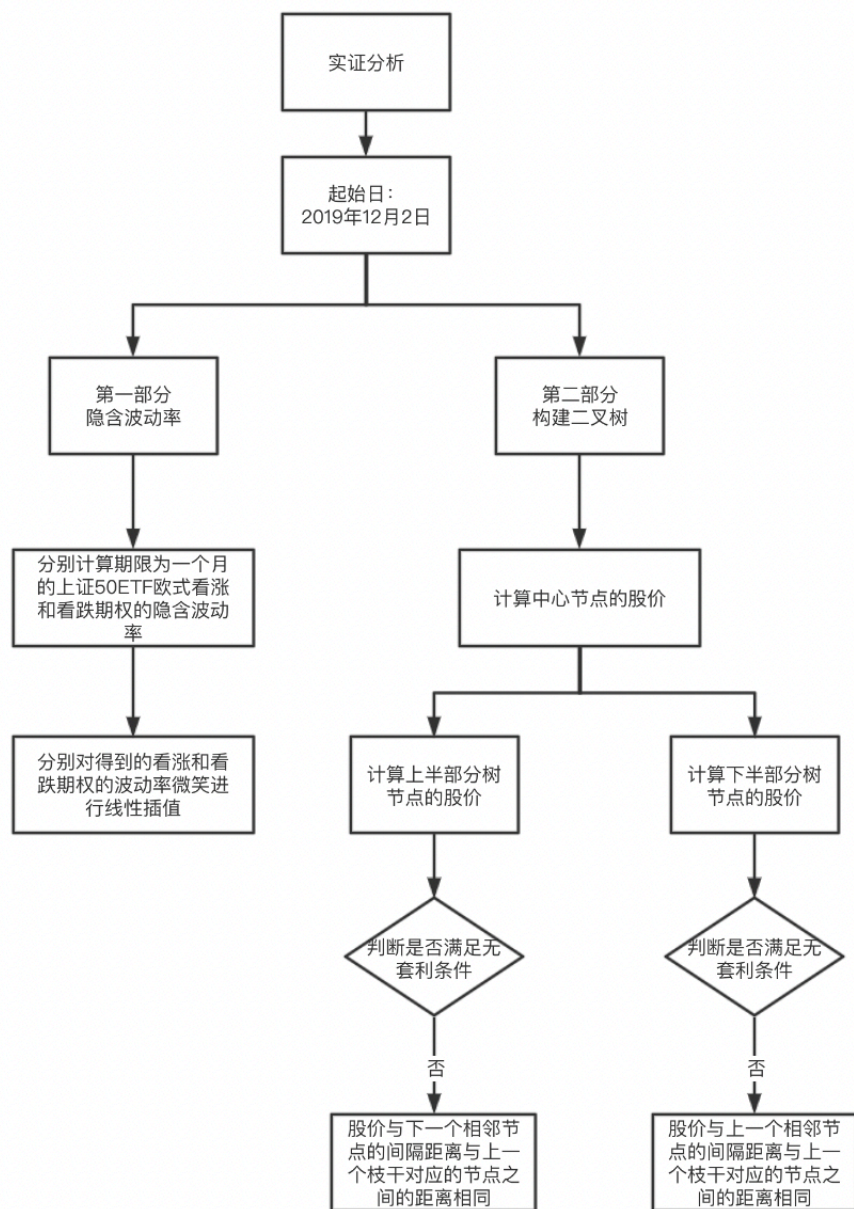 实证分析
起始日：
2019年12月2日
第一部分
隐含波动率
第二部分
构建二叉树
分别计算期限为一个月
的上证50ETF欧式看涨
和看跌期权的隐含波动
率
计算中心节点的股价
分别对得到的看涨和看
跌期权的波动率微笑进
行线性插值
计算上半部分树
节点的股价
计算下半部分树
节点的股价
判断是否满足无
套利条件
判断是否满足无
套利条件
否
否
股价与下一个相邻节
点的间隔距离与上一
个枝干对应的节点之
间的距离相同
股价与上一个相邻节
点的间隔距离与上一
个枝干对应的节点之
间的距离相同